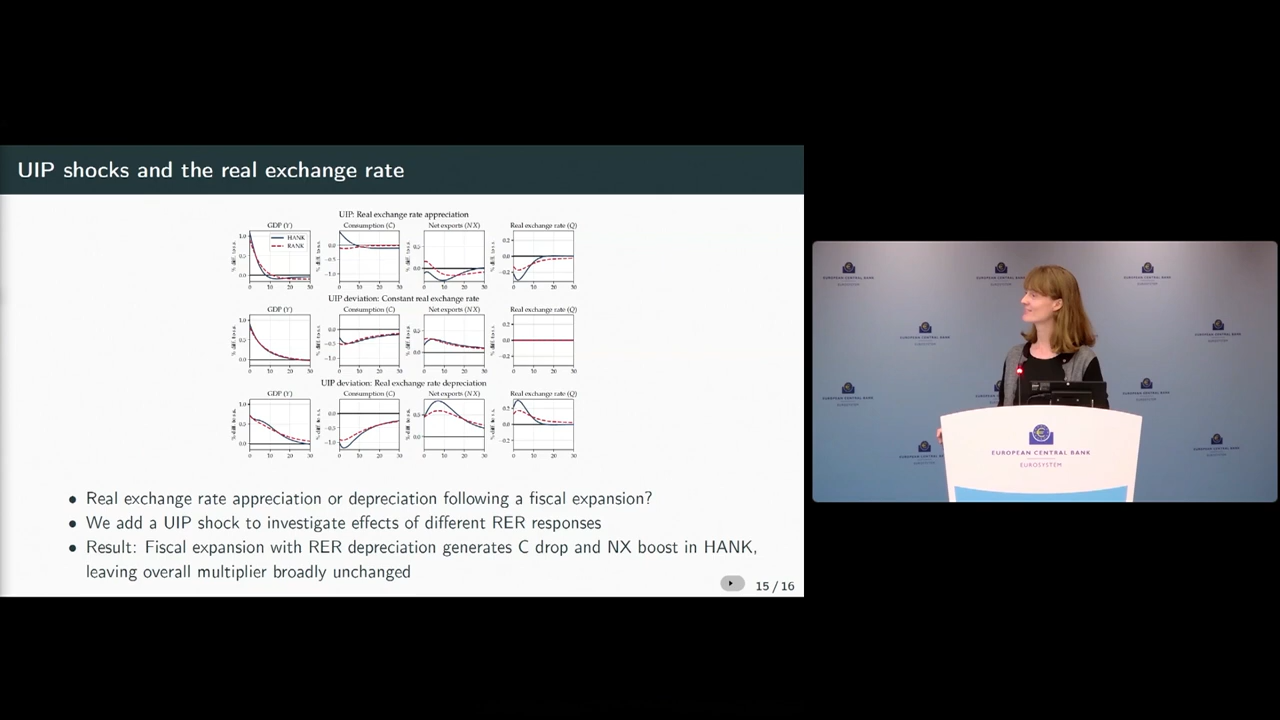 UIP shocks and the real exchange rate
UIP: Real exchange rate appreciation
GDP (Y)
Consumption (C)
Net exports (NX)
Real exchange rate (Q)
HANK
RANK
UIP deviation: Constant real exchange rate
GDP (Y)
Consumption (C)
Net exports (NX)
Real exchange rate (Q)
UIP deviation: Real exchange rate depreciation
GDP (Y)
Consumption (C)
Net exports (NX)
Real exchange rate (Q)
• Real exchange rate appreciation or depreciation following a fiscal expansion?
• We add a UIP shock to investigate effects of different RER responses
• Result: Fiscal expansion with RER depreciation generates C drop and NX boost in HANK,
leaving overall multiplier broadly unchanged
15 / 16
EUROPEAN CENTRAL BANK
EUROSYSTEM